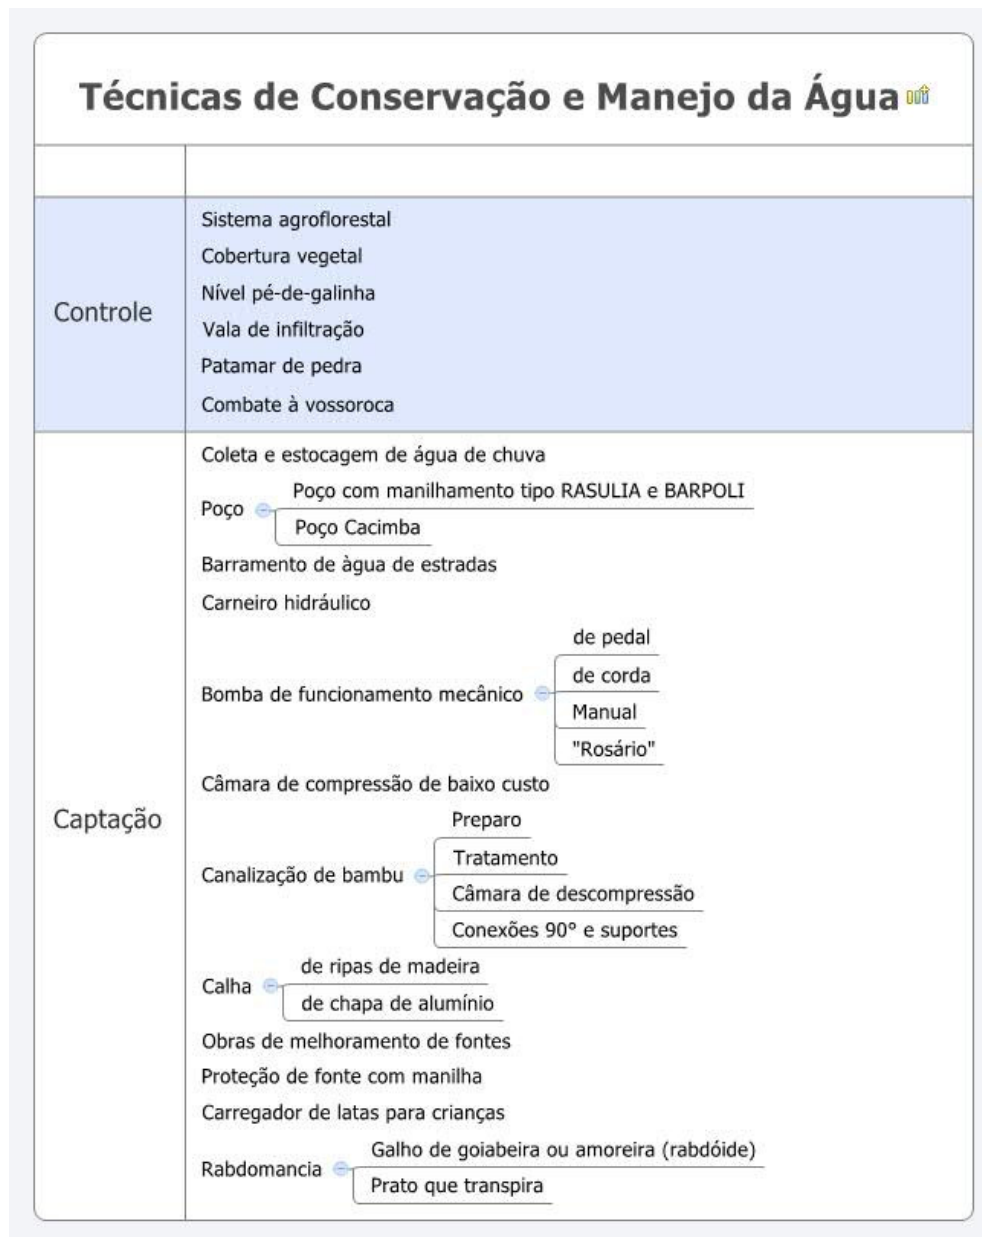 Técnicas de Conservação e Manejo da Água
Controle
Sistema agroflorestal
Cobertura vegetal
Nível pé-de-galinha
Vala de infiltração
Patamar de pedra
Combate à vossoroca
Captação
Coleta e estocagem de água de chuva
Poço
Poço com manilhamento tipo RASULIA e BARPOLI
Poço Cacimba
Barramento de àgua de estradas
Carneiro hidráulico
Bomba de funcionamento mecânico
de pedal
de corda
Manual
"Rosário"
Câmara de compressão de baixo custo
Canalização de bambu
Preparo
Tratamento
Câmara de descompressão
Conexões 90° e suportes
Calha
de ripas de madeira
de chapa de alumínio
Obras de melhoramento de fontes
Proteção de fonte com manilha
Carregador de latas para crianças
Rabdomancia
Galho de goiabeira ou amoreira (rabdóide)
Prato que transpira